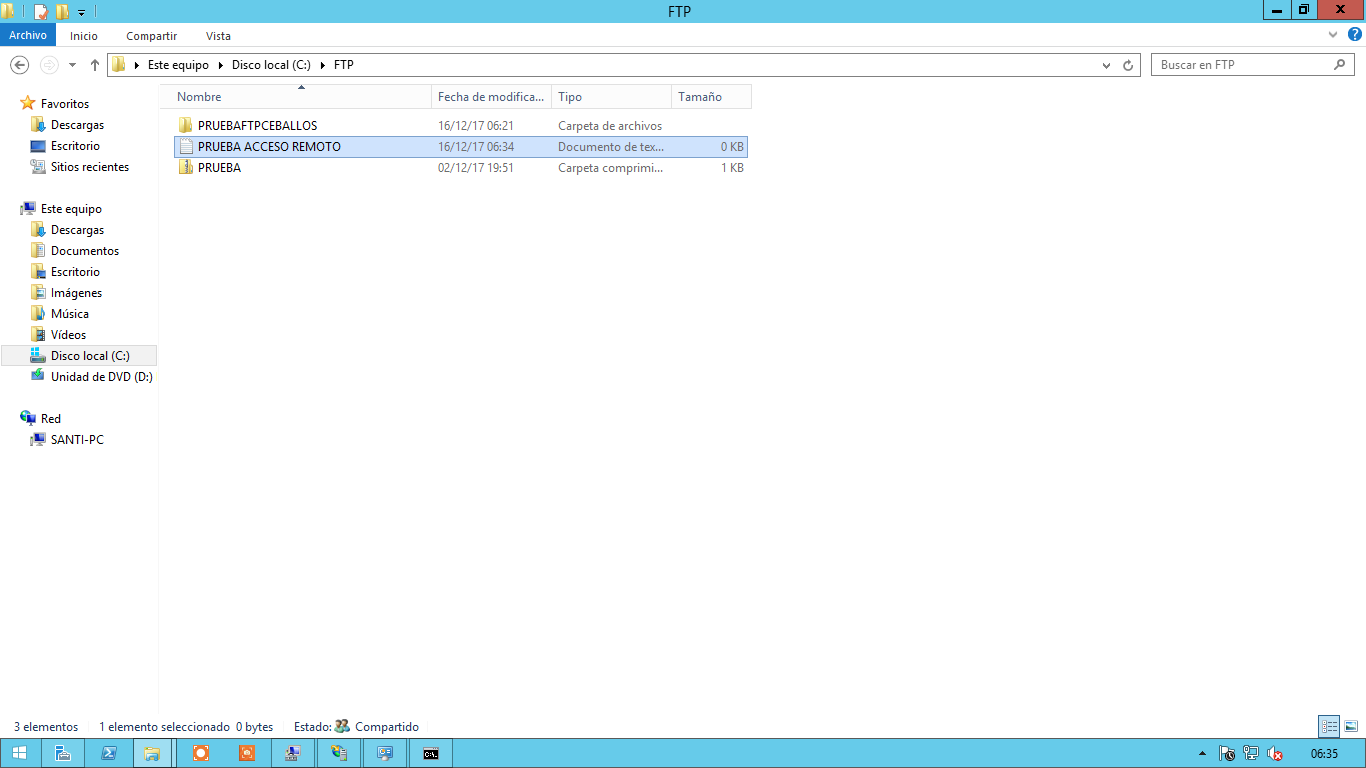 FTP
Archivo Inicio Compartir Vista
Este equipo Disco local (C:) FTP Buscar en FTP
Nombre Fecha de modifica... Tipo Tamaño
PRUEBAFTPCEBALLOS 16/12/17 06:21 Carpeta de archivos
PRUEBA ACCESO REMOTO 16/12/17 06:34 Documento de tex... 0 KB
PRUEBA 02/12/17 19:51 Carpeta comprimi... 1 KB
Favoritos
Descargas
Escritorio
Sitios recientes
Este equipo
Descargas
Documentos
Escritorio
Imágenes
Música
Vídeos
Disco local (C:)
Unidad de DVD (D:)
Red
SANTI-PC
3 elementos 1 elemento seleccionado 0 bytes Estado: Compartido
C:\.
06:35